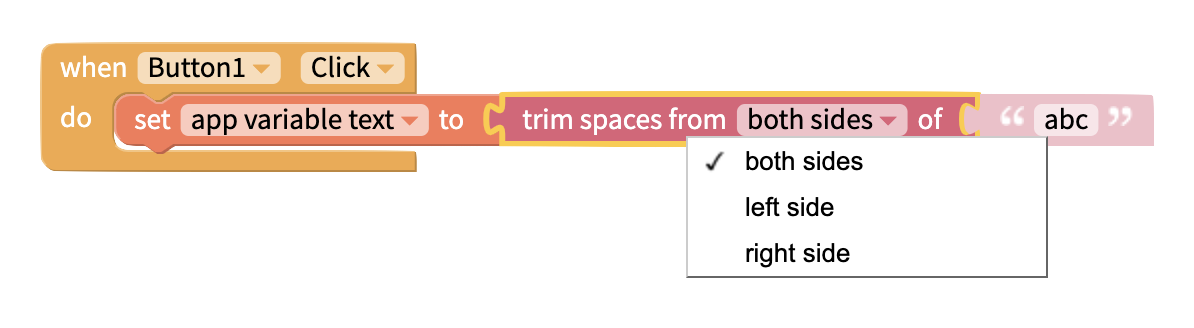 when Button1 Click
do set app variable text to trim spaces from both sides of “ abc ”
✓ both sides
left side
right side